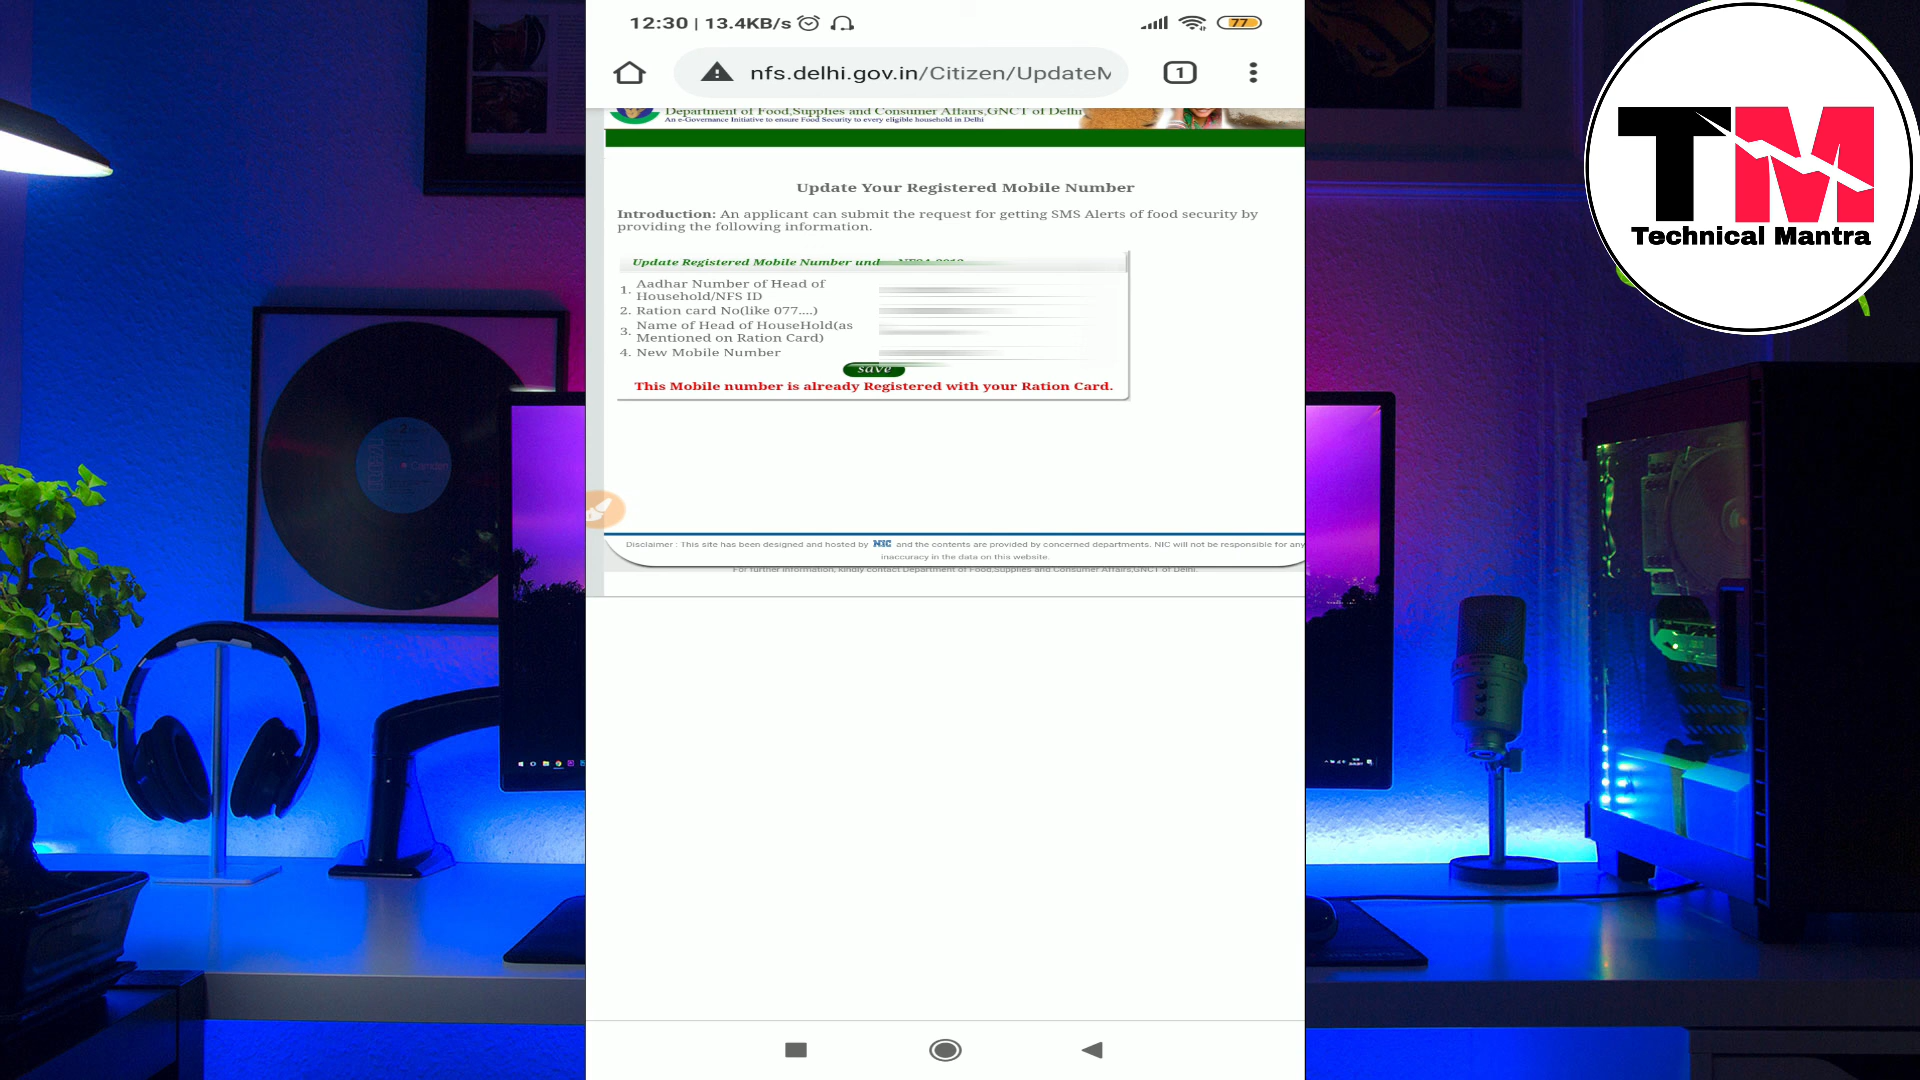 12:30 | 13.4KB/s
77
nfs.delhi.gov.in/Citizen/UpdateM
1
Department of Food,Supplies and Consumer Affairs,GNCT of Delhi
An e-Governance Initiative to ensure Food Security to every eligible household in Delhi
Update Your Registered Mobile Number
Introduction: An applicant can submit the request for getting SMS Alerts of food security by
providing the following information.
Update Registered Mobile Number und
1. Aadhar Number of Head of
Household/NFS ID
2. Ration card No(like 077....)
3. Name of Head of HouseHold(as
Mentioned on Ration Card)
4. New Mobile Number
save
This Mobile number is already Registered with your Ration Card.
Disclaimer : This site has been designed and hosted by NIC and the contents are provided by concerned departments. NIC will not be responsible for any
inaccuracy in the data on this website.
For further information, kindly contact Department of Food,Supplies and Consumer Affairs,GNCT of Delhi.
TM
Technical Mantra